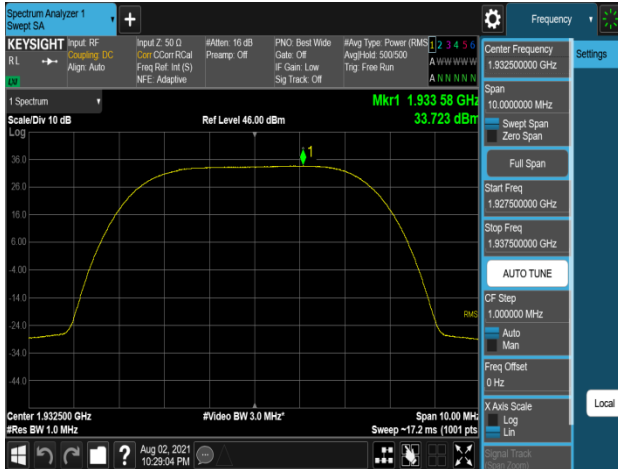 Spectrum Analyzer 1
Swept SA
+
Frequency
KEYSIGHT
Input: RF
Coupling: DC
Align: Auto
Input Z: 50 Ω
Corr CCorr RCal
Freq Ref: Int (S)
NFE: Adaptive
#Atten: 16 dB
Preamp: Off
PNO: Best Wide
Gate: Off
IF Gain: Low
Sig Track: Off
#Avg Type: Power (RMS
Avg|Hold: 500/500
Trig: Free Run
1 2 3 4 5 6
A W W W W W
A N N N N N
RL
LV
1 Spectrum
Scale/Div 10 dB
Log
Ref Level 46.00 dBm
Mkr1 1.933 58 GHz
33.723 dBm
1
36.0
26.0
16.0
6.00
-4.00
-14.0
-24.0
-34.0
-44.0
RMS
Center 1.932500 GHz
#Res BW 1.0 MHz
#Video BW 3.0 MHz*
Span 10.00 MHz
Sweep ~17.2 ms (1001 pts
?
Aug 02, 2021
10:29:04 PM
Center Frequency
1.932500000 GHz
Span
10.0000000 MHz
Swept Span
Zero Span
Full Span
Start Freq
1.927500000 GHz
Stop Freq
1.937500000 GHz
AUTO TUNE
CF Step
1.000000 MHz
Auto
Man
Freq Offset
0 Hz
X Axis Scale
Log
Lin
Signal Track
(Span Zoom)
Settings
Local